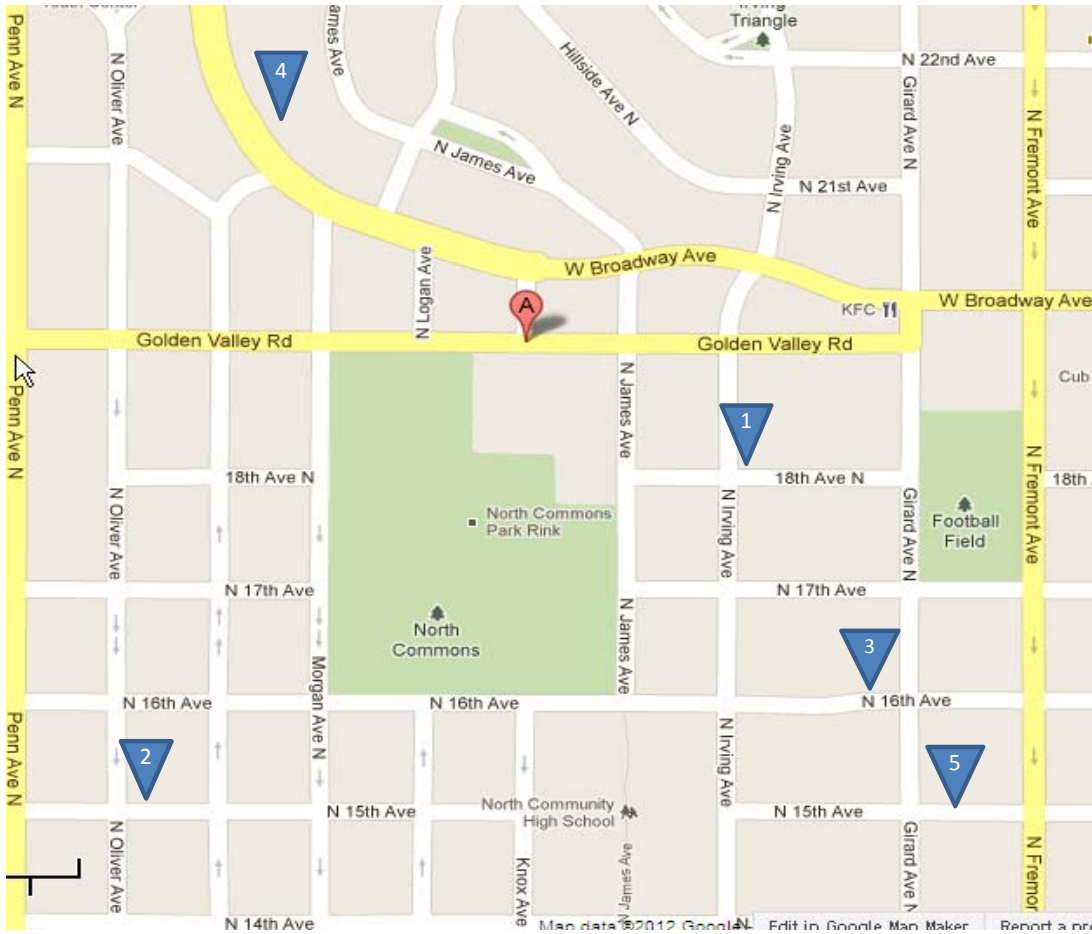 Irving
Triangle
4
N 22nd Ave
Penn Ave N
N Oliver Ave
James Ave
Hillside Ave N
Girard Ave N
N Fremont Ave
N James Ave
N Irving Ave
N 21st Ave
N Logan Ave
W Broadway Ave
A
KFC
W Broadway Ave
Golden Valley Rd
Golden Valley Rd
Cub
Penn Ave N
N James Ave
1
18th Ave N
18th Ave N
18th
N Oliver Ave
North Commons
Park Rink
N Irving Ave
Girard Ave N
Football
Field
N Fremont Ave
N 17th Ave
N 17th Ave
North
Commons
N James Ave
3
Morgan Ave N
N 16th Ave
N 16th Ave
N 16th Ave
Penn Ave N
2
N Irving Ave
5
N 15th Ave
North Community
High School
N 15th Ave
N Oliver Ave
Knox Ave
N James Ave
Girard Ave N
N Fremor
N 14th Ave
Map data ©2012 Google
Edit in Google Map Maker
Report a pro